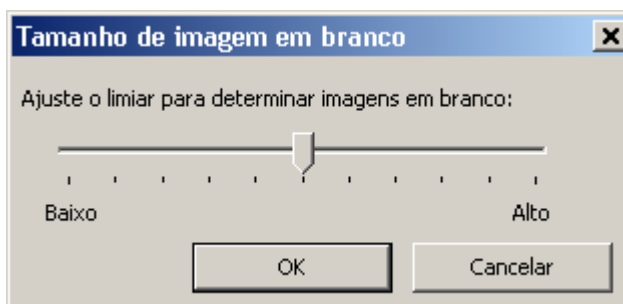 Tamanho de imagem em branco
Ajuste o limiar para determinar imagens em branco:
Baixo Alto
OK Cancelar